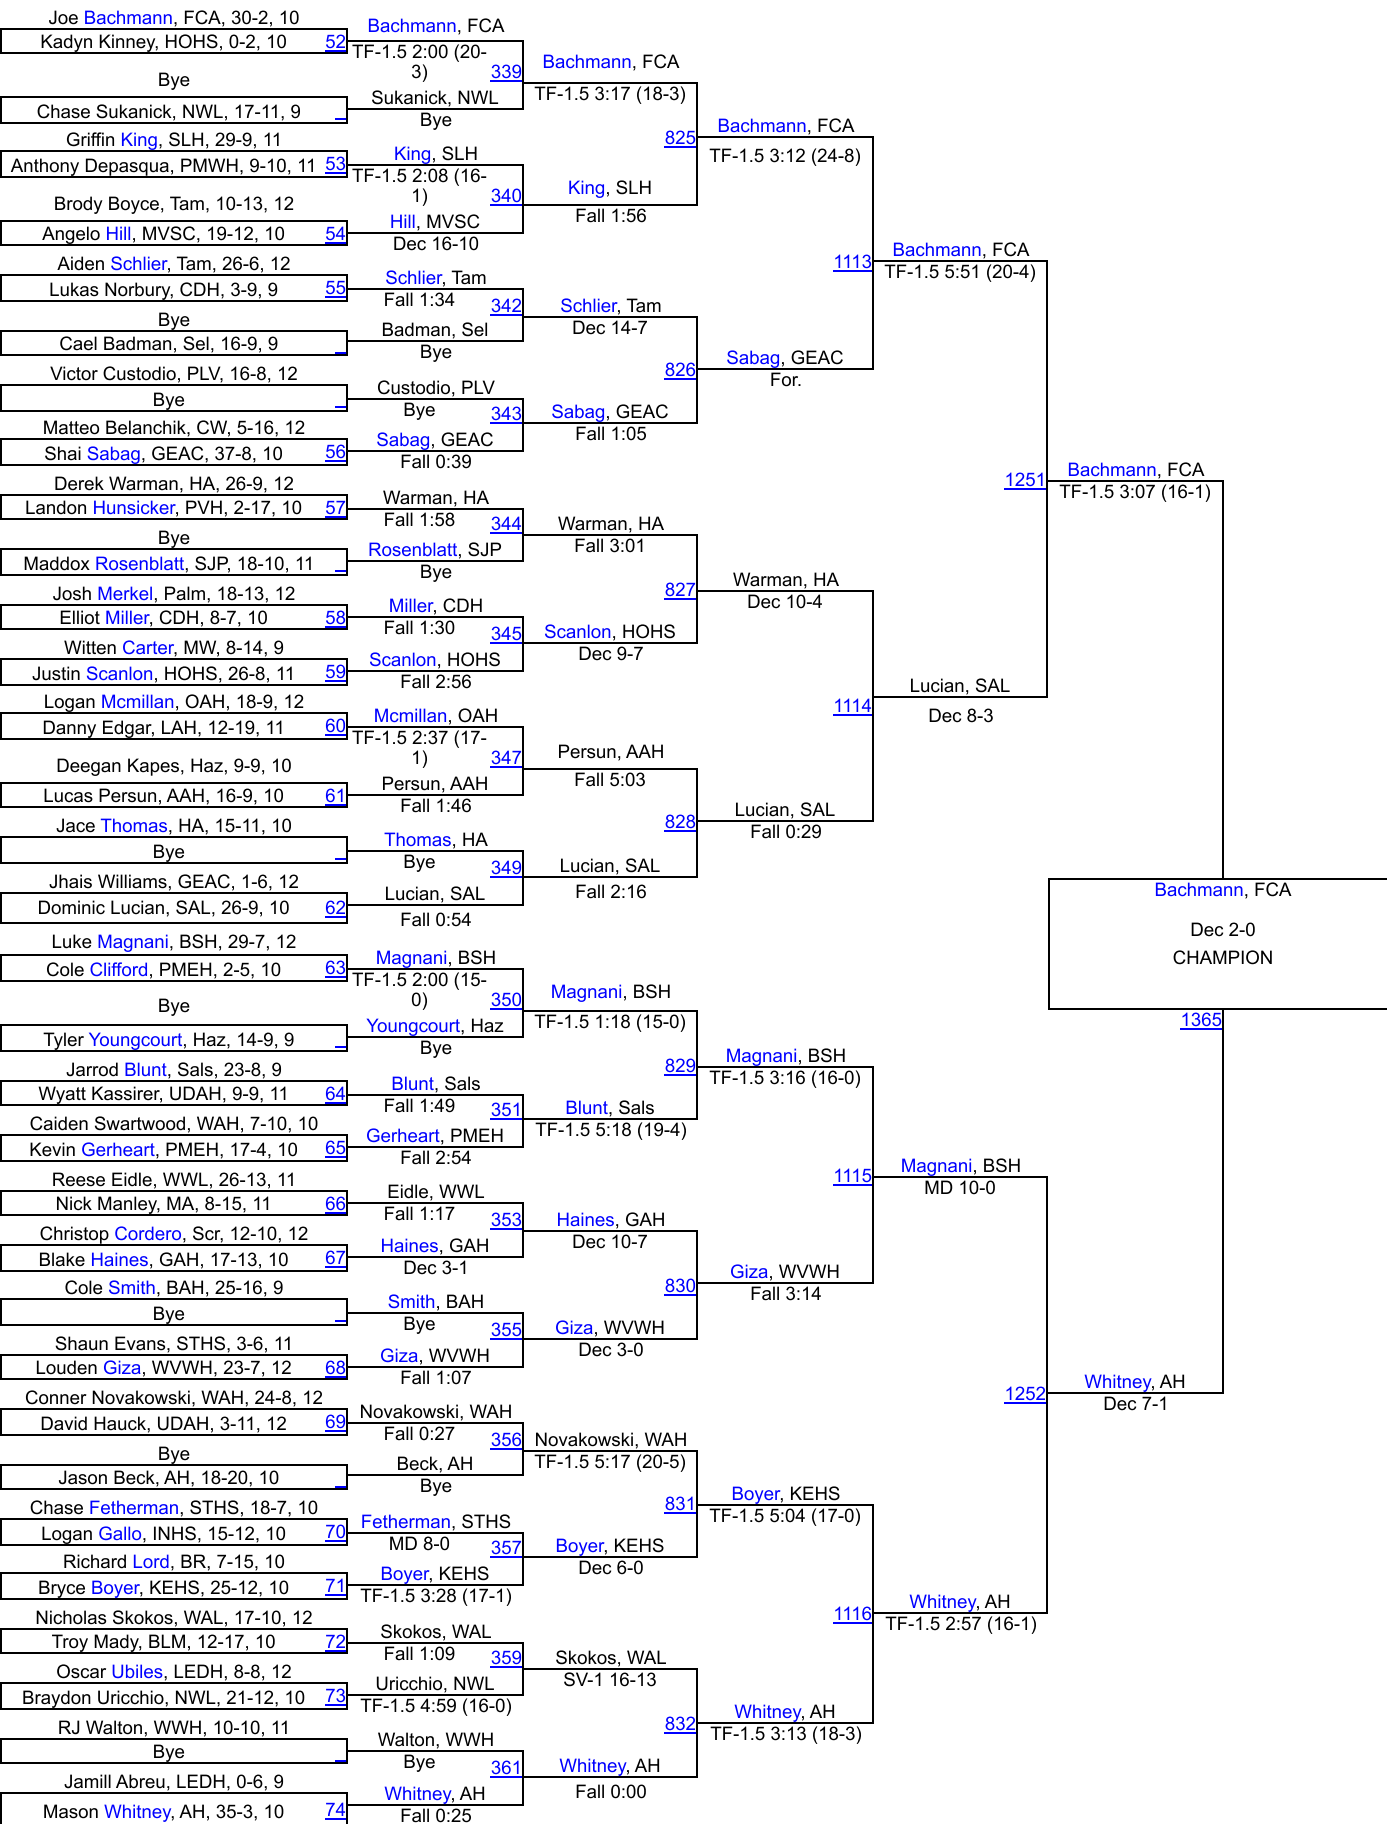 Joe Bachmann, FCA, 30-2, 10
Kadyn Kinney, HOHS, 0-2, 10 52
Bye
Chase Sukanick, NWL, 17-11, 9
Griffin King, SLH, 29-9, 11
Anthony Depasqua, PMWH, 9-10, 11 53
Brody Boyce, Tam, 10-13, 12
Angelo Hill, MVSC, 19-12, 10 54
Aiden Schlier, Tam, 26-6, 12
Lukas Norbury, CDH, 3-9, 9 55
Bye
Cael Badman, Sel, 16-9, 9
Victor Custodio, PLV, 16-8, 12
Bye
Matteo Belanchik, CW, 5-16, 12
Shai Sabag, GEAC, 37-8, 10 56
Derek Warman, HA, 26-9, 12
Landon Hunsicker, PVH, 2-17, 10 57
Bye
Maddox Rosenblatt, SJP, 18-10, 11
Josh Merkel, Palm, 18-13, 12
Elliot Miller, CDH, 8-7, 10 58
Witten Carter, MW, 8-14, 9
Justin Scanlon, HOHS, 26-8, 11 59
Logan Mcmillan, OAH, 18-9, 12
Danny Edgar, LAH, 12-19, 11 60
Deegan Kapes, Haz, 9-9, 10
Lucas Persun, AAH, 16-9, 10 61
Jace Thomas, HA, 15-11, 10
Bye
Jhais Williams, GEAC, 1-6, 12
Dominic Lucian, SAL, 26-9, 10 62
Luke Magnani, BSH, 29-7, 12
Cole Clifford, PMEH, 2-5, 10 63
Bye
Tyler Youngcourt, Haz, 14-9, 9
Jarrod Blunt, Sals, 23-8, 9
Wyatt Kassirer, UDAH, 9-9, 11 64
Caiden Swartwood, WAH, 7-10, 10
Kevin Gerheart, PMEH, 17-4, 10 65
Reese Eidle, WWL, 26-13, 11
Nick Manley, MA, 8-15, 11 66
Christop Cordero, Scr, 12-10, 12
Blake Haines, GAH, 17-13, 10 67
Cole Smith, BAH, 25-16, 9
Bye
Shaun Evans, STHS, 3-6, 11
Louden Giza, WVWH, 23-7, 12 68
Conner Novakowski, WAH, 24-8, 12
David Hauck, UDAH, 3-11, 12 69
Bye
Jason Beck, AH, 18-20, 10
Chase Fetherman, STHS, 18-7, 10
Logan Gallo, INHS, 15-12, 10 70
Richard Lord, BR, 7-15, 10
Bryce Boyer, KEHS, 25-12, 10 71
Nicholas Skokos, WAL, 17-10, 12
Troy Mady, BLM, 12-17, 10 72
Oscar Ubiles, LEDH, 8-8, 12
Braydon Uricchio, NWL, 21-12, 10 73
RJ Walton, WWH, 10-10, 11
Bye
Jamill Abreu, LEDH, 0-6, 9
Mason Whitney, AH, 35-3, 10 74
Bachmann, FCA
TF-1.5 2:00 (20-
3)
339
Sukanick, NWL
Bye
King, SLH
TF-1.5 2:08 (16-
1)
340
Hill, MVSC
Dec 16-10
Schlier, Tam
Fall 1:34
342
Badman, Sel
Bye
Custodio, PLV
Bye
343
Sabag, GEAC
Fall 0:39
Warman, HA
Fall 1:58
344
Rosenblatt, SJP
Bye
Miller, CDH
Fall 1:30
345
Scanlon, HOHS
Fall 2:56
Mcmillan, OAH
TF-1.5 2:37 (17-
1)
347
Persun, AAH
Fall 1:46
Thomas, HA
Bye
349
Lucian, SAL
Fall 0:54
Magnani, BSH
TF-1.5 2:00 (15-
0)
350
Youngcourt, Haz
Bye
Blunt, Sals
Fall 1:49
351
Gerheart, PMEH
Fall 2:54
Eidle, WWL
Fall 1:17
353
Haines, GAH
Dec 3-1
Smith, BAH
Bye
355
Giza, WVWH
Fall 1:07
Novakowski, WAH
Fall 0:27
356
Beck, AH
Bye
Fetherman, STHS
MD 8-0
357
Boyer, KEHS
TF-1.5 3:28 (17-1)
Skokos, WAL
Fall 1:09
359
Uricchio, NWL
TF-1.5 4:59 (16-0)
Walton, WWH
Bye
361
Whitney, AH
Fall 0:25
Bachmann, FCA
TF-1.5 3:17 (18-3)
825
King, SLH
Fall 1:56
Schlier, Tam
Dec 14-7
826
Sabag, GEAC
Fall 1:05
Warman, HA
Fall 3:01
827
Scanlon, HOHS
Dec 9-7
Persun, AAH
Fall 5:03
828
Lucian, SAL
Fall 2:16
Magnani, BSH
TF-1.5 1:18 (15-0)
829
Blunt, Sals
TF-1.5 5:18 (19-4)
Haines, GAH
Dec 10-7
830
Giza, WVWH
Dec 3-0
Novakowski, WAH
TF-1.5 5:17 (20-5)
831
Boyer, KEHS
Dec 6-0
Skokos, WAL
SV-1 16-13
832
Whitney, AH
Fall 0:00
Bachmann, FCA
TF-1.5 3:12 (24-8)
1113
Sabag, GEAC
For.
Warman, HA
Dec 10-4
1114
Lucian, SAL
Fall 0:29
Magnani, BSH
TF-1.5 3:16 (16-0)
1115
Giza, WVWH
Fall 3:14
Boyer, KEHS
TF-1.5 5:04 (17-0)
1116
Whitney, AH
TF-1.5 3:13 (18-3)
Bachmann, FCA
TF-1.5 5:51 (20-4)
1251
Lucian, SAL
Dec 8-3
Magnani, BSH
MD 10-0
1252
Whitney, AH
TF-1.5 2:57 (16-1)
Bachmann, FCA
TF-1.5 3:07 (16-1)
Whitney, AH
Dec 7-1
Bachmann, FCA
Dec 2-0
CHAMPION
1365